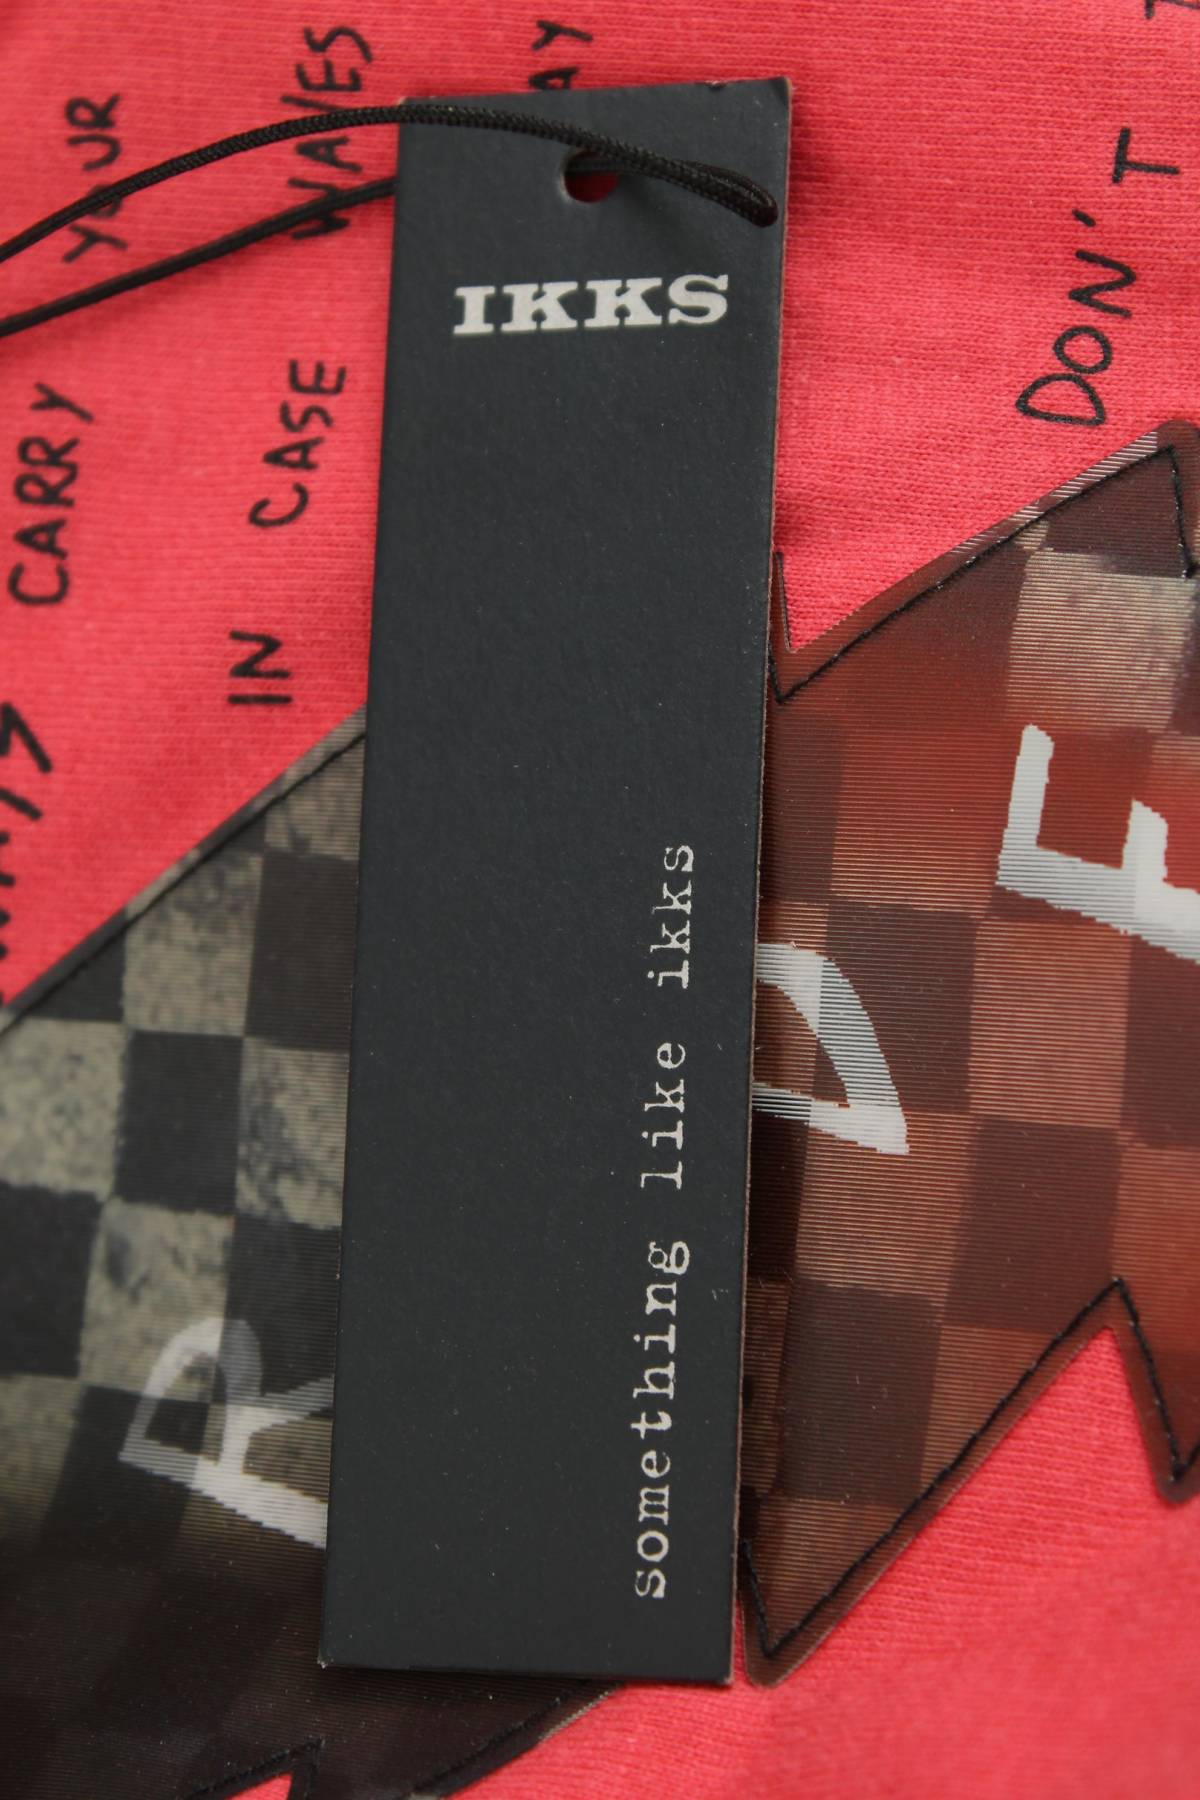 IKKS
something like ikks
CARRY YOUR
IN CASE WAVES
DON'T
R
D
E